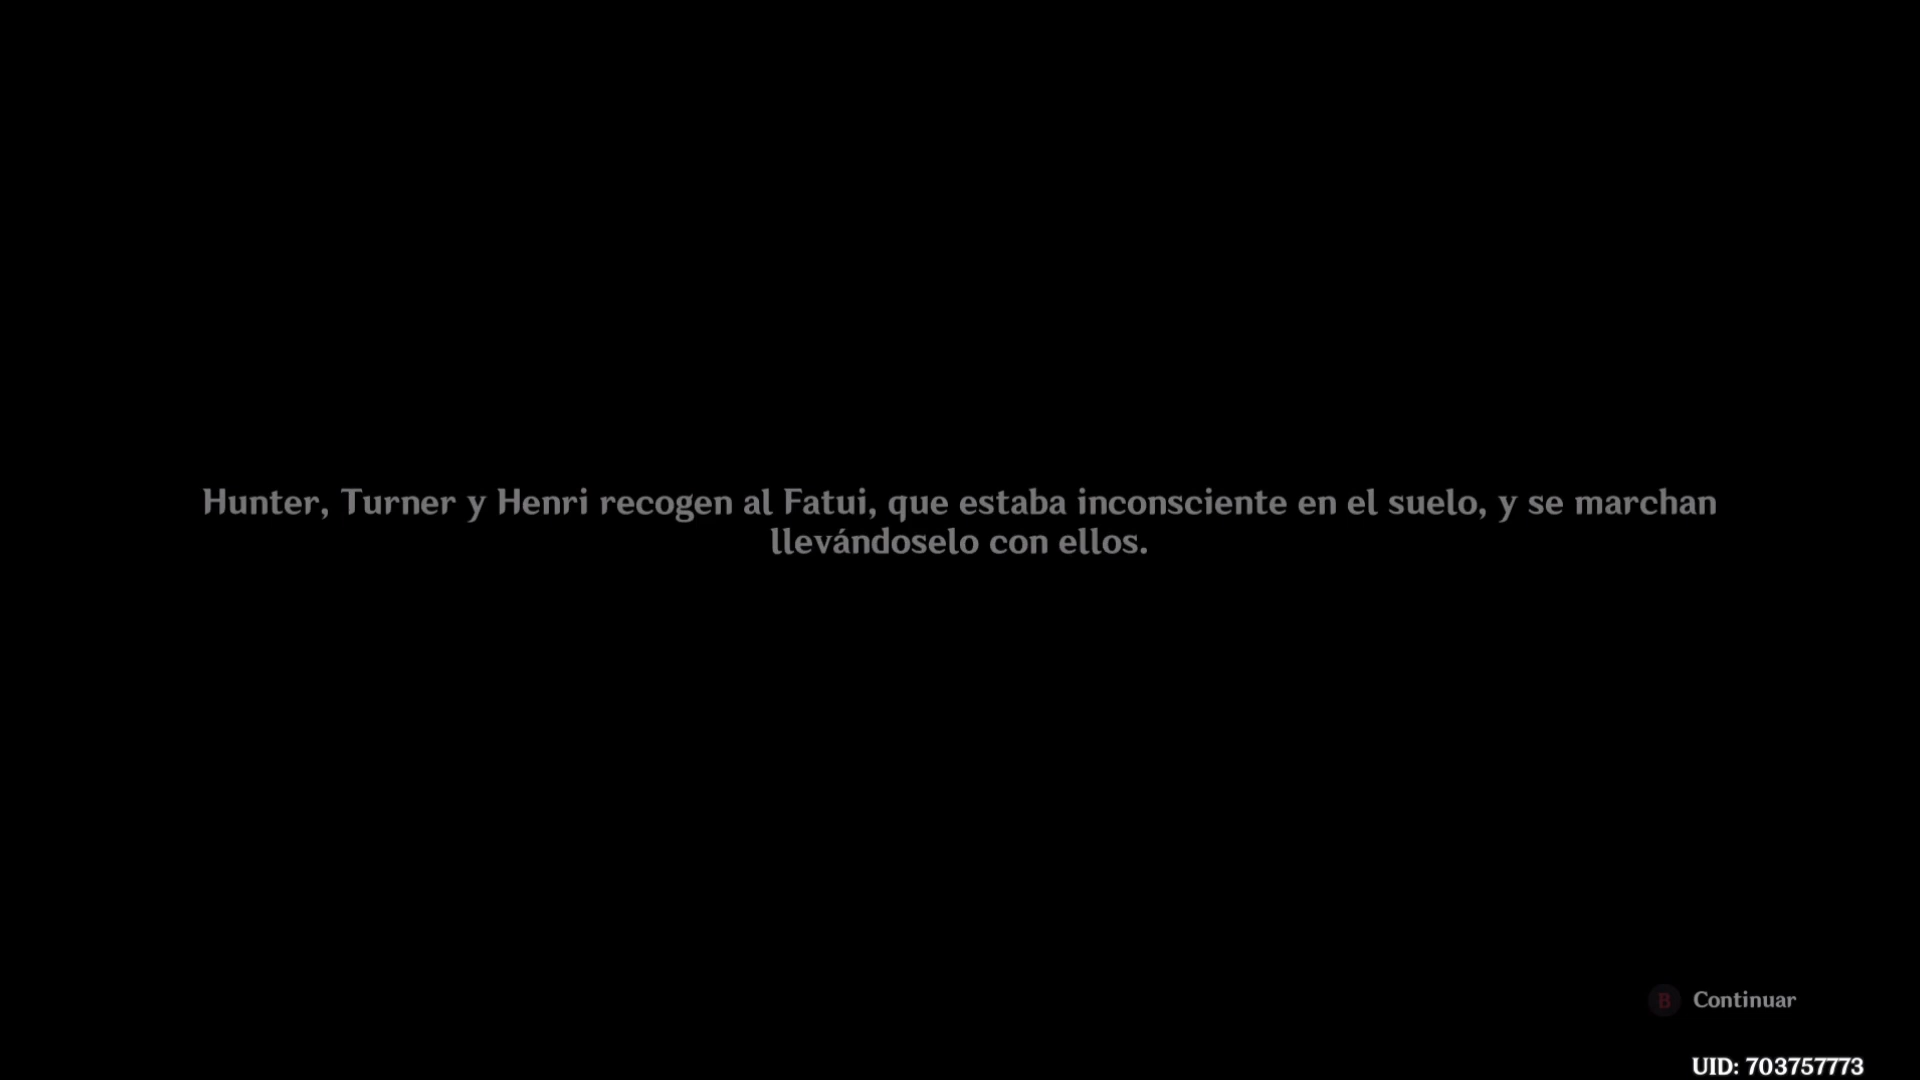 Hunter, Turner y Henri recogen al Fatui, que estaba inconsciente en el suelo, y se marchan
llevándoselo con ellos.
B Continuar
UID: 703757773